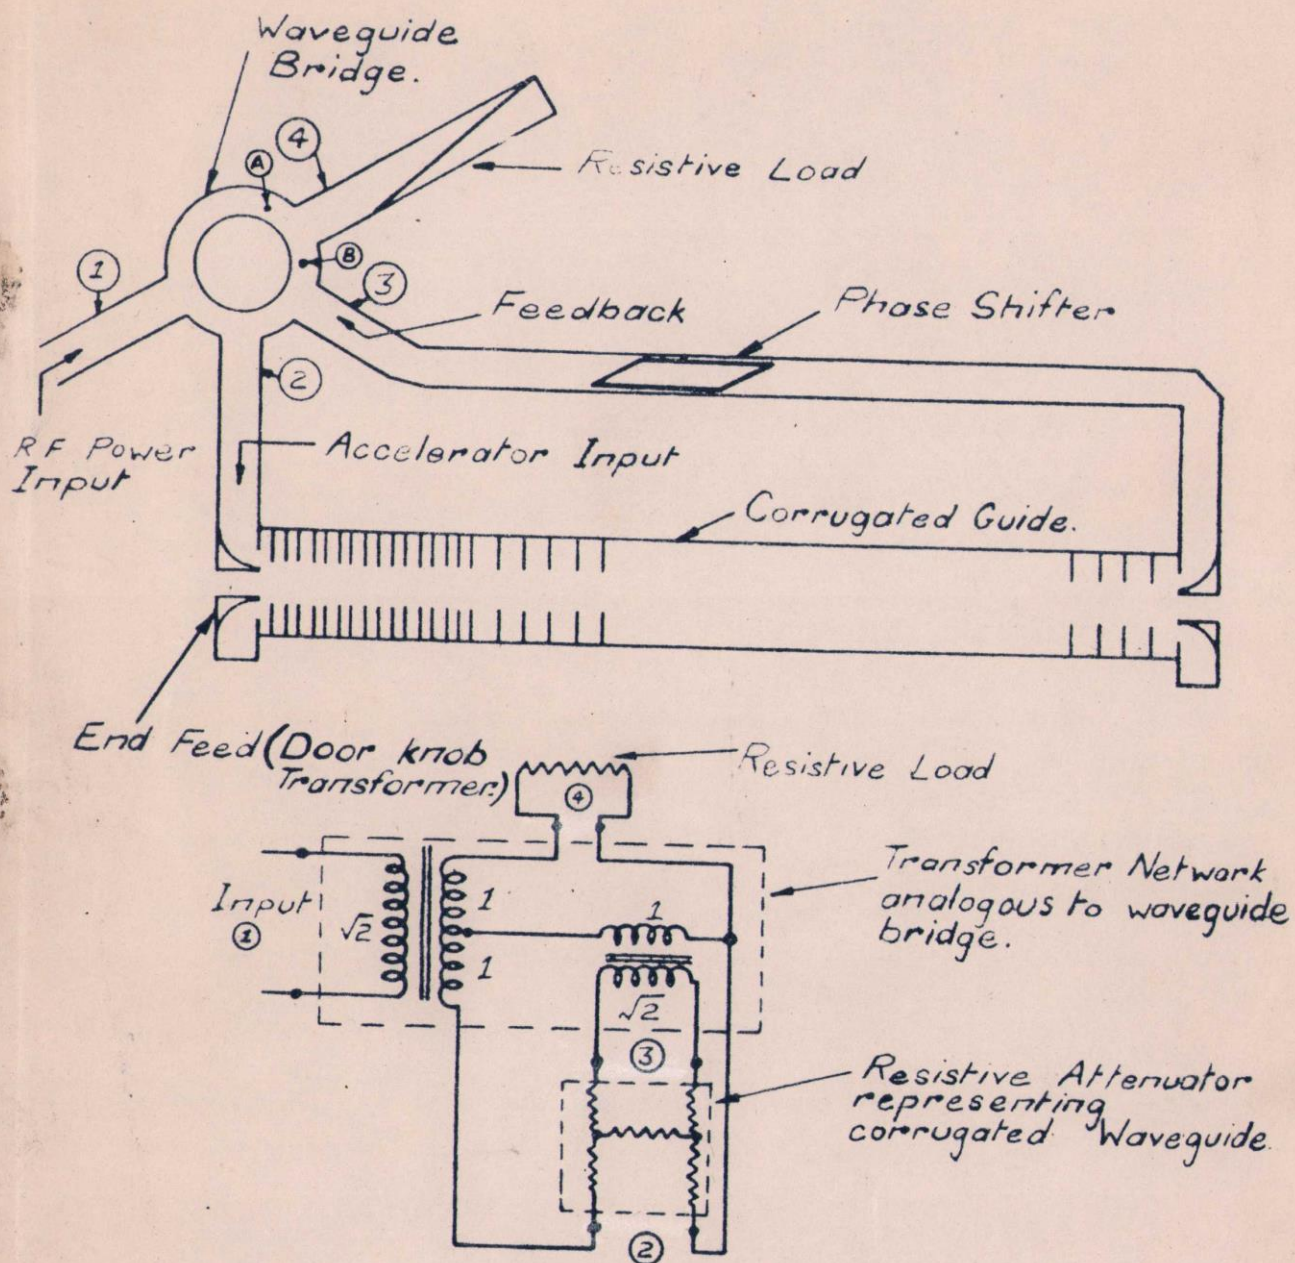 Waveguide
Bridge.
4
A
Resistive Load
1
B
3
Feedback
Phase Shifter
2
RF Power
Input
Accelerator Input
Corrugated Guide.
End Feed (Door knob
Transformer.)
Resistive Load
4
Input
1
√2
1
1
1
√2
3
Transformer Network
analogous to waveguide
bridge.
Resistive Attenuator
representing
corrugated Waveguide.
2